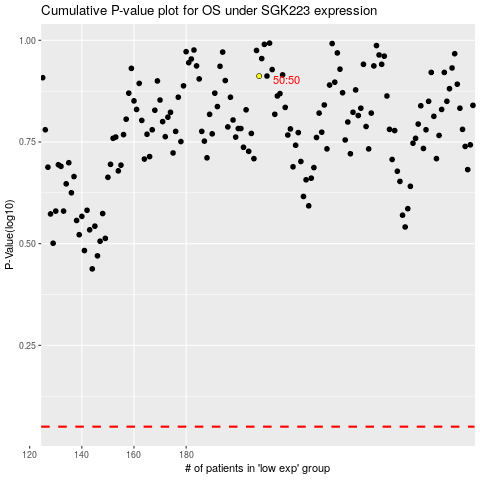 Cumulative P-value plot for OS under SGK223 expression
P-Value(log10)
1.00
0.75
0.50
0.25
50:50
120 140 160 180
# of patients in 'low exp' group